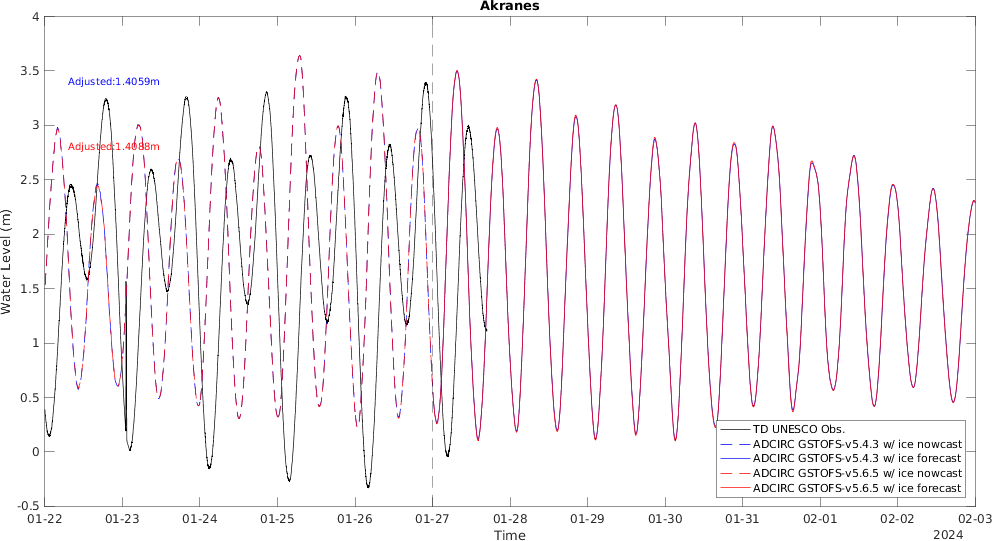 Akranes
4
3.5
3
2.5
2
1.5
1
0.5
0
-0.5
Water Level (m)
Adjusted:1.4059m
Adjusted:1.4088m
TD UNESCO Obs.
ADCIRC GSTOFS-v5.4.3 w/ ice nowcast
ADCIRC GSTOFS-v5.4.3 w/ ice forecast
ADCIRC GSTOFS-v5.6.5 w/ ice nowcast
ADCIRC GSTOFS-v5.6.5 w/ ice forecast
01-22 01-23 01-24 01-25 01-26 01-27 01-28 01-29 01-30 01-31 02-01 02-02 02-03
Time
2024